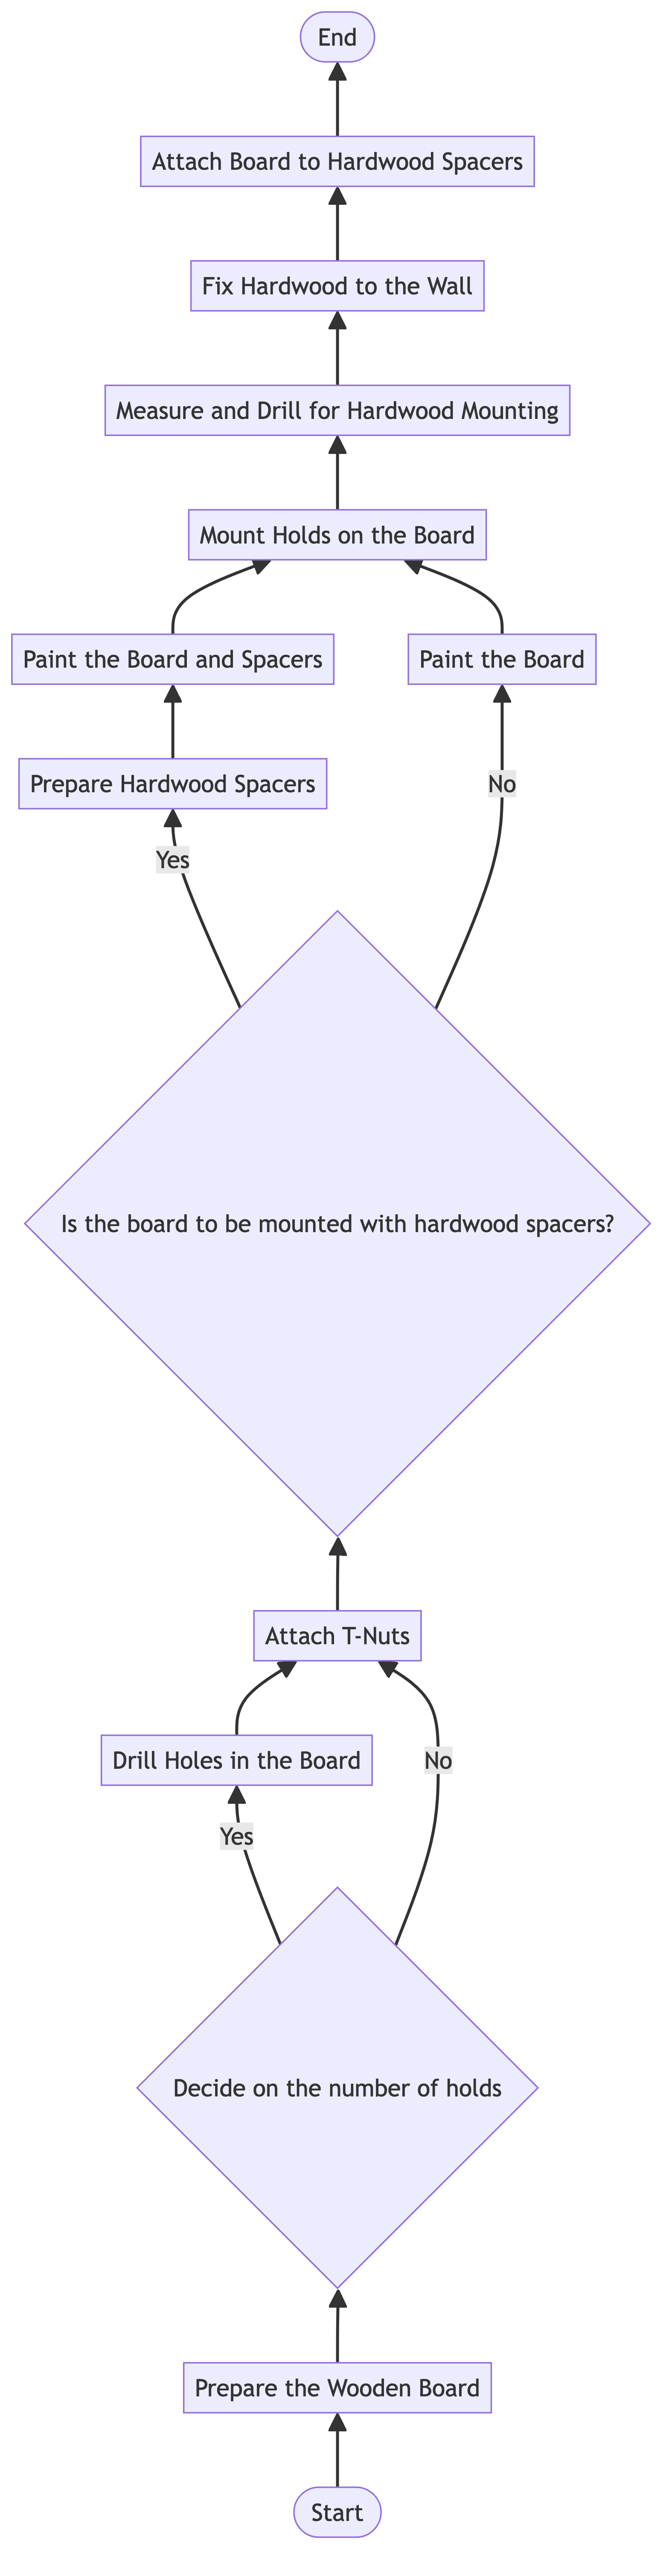 End
Attach Board to Hardwood Spacers
Fix Hardwood to the Wall
Measure and Drill for Hardwood Mounting
Mount Holds on the Board
Paint the Board and Spacers
Paint the Board
Prepare Hardwood Spacers
No
Yes
Is the board to be mounted with hardwood spacers?
Attach T-Nuts
Drill Holes in the Board
No
Yes
Decide on the number of holds
Prepare the Wooden Board
Start